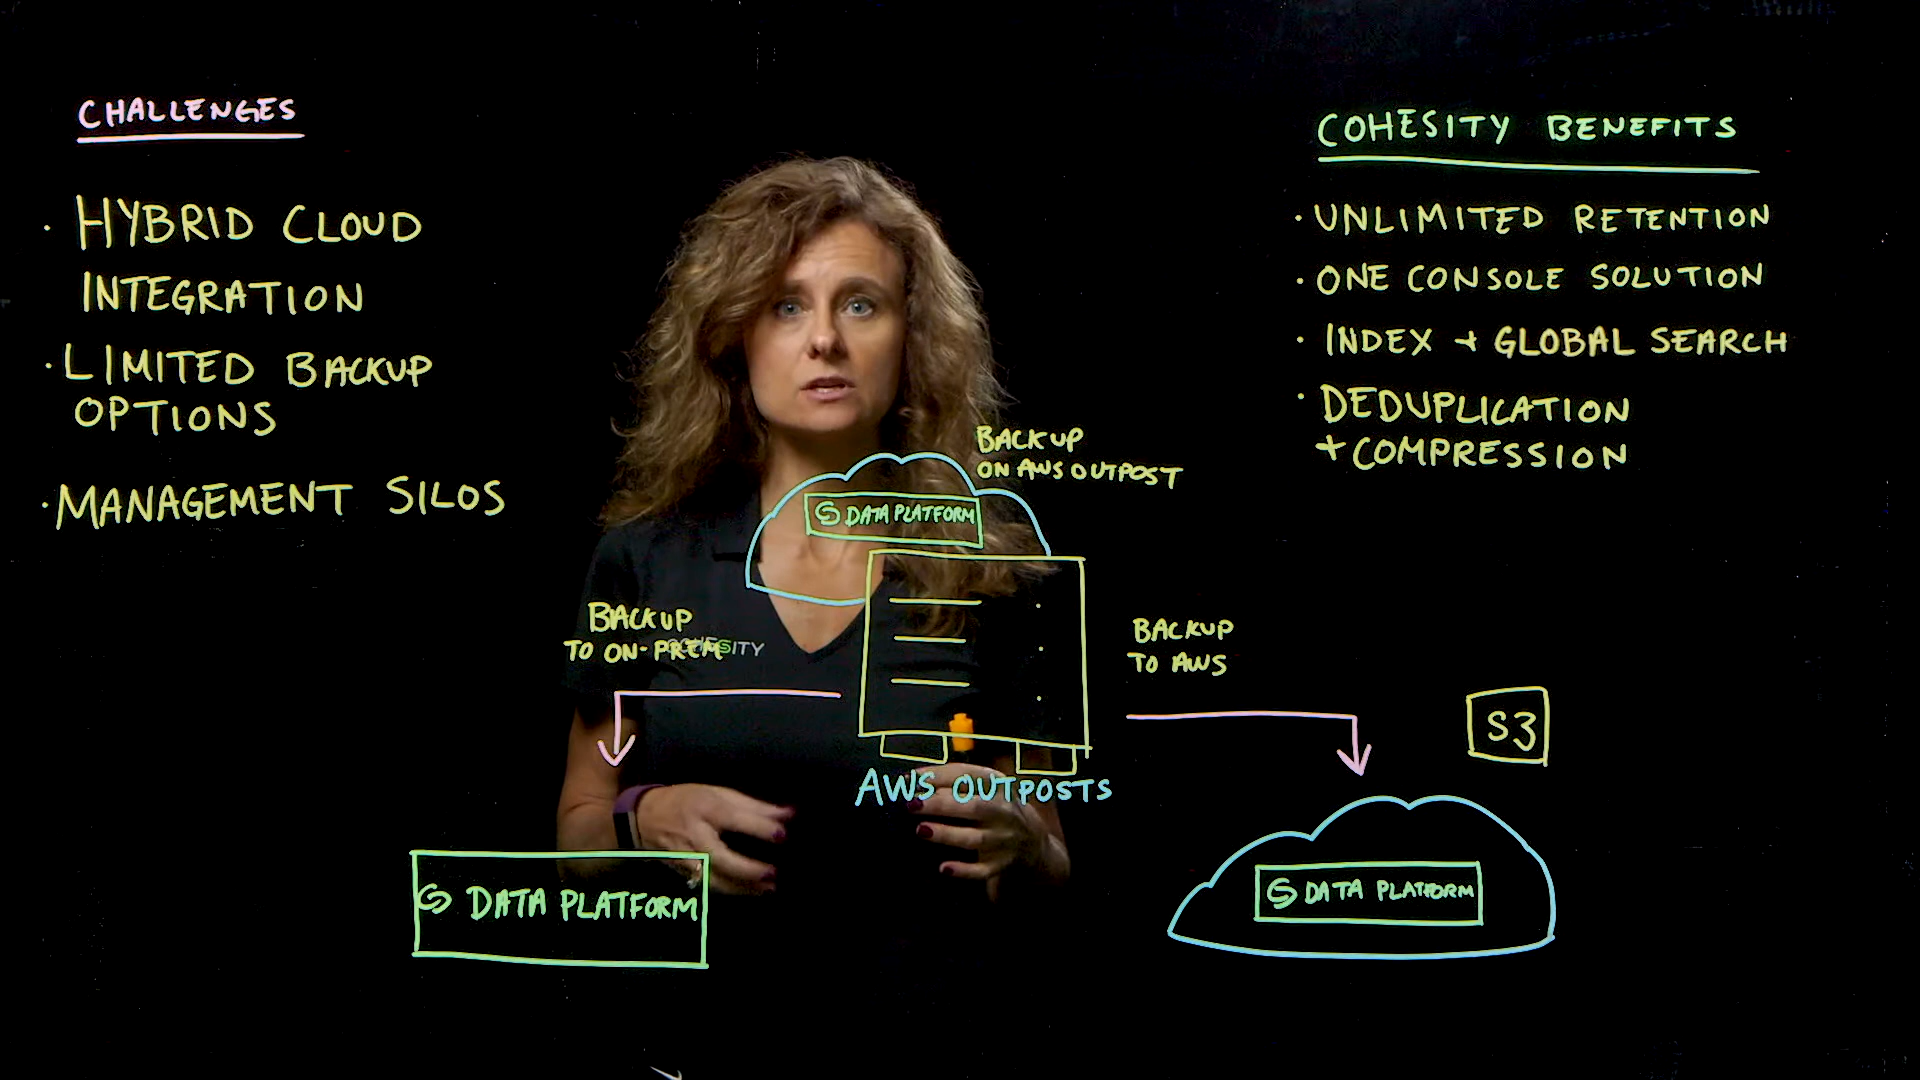 CHALLENGES
· HYBRID CLOUD
INTEGRATION
· LIMITED BACKUP
OPTIONS
· MANAGEMENT SILOS
COHESITY BENEFITS
· UNLIMITED RETENTION
· ONE CONSOLE SOLUTION
· INDEX + GLOBAL SEARCH
· DEDUPLICATION
+ COMPRESSION
BACKUP
ON AWS OUTPOST
DATA PLATFORM
BACKUP
TO ON-PREM
COHESITY
BACKUP
TO AWS
S3
AWS OUTPOSTS
DATA PLATFORM
DATA PLATFORM